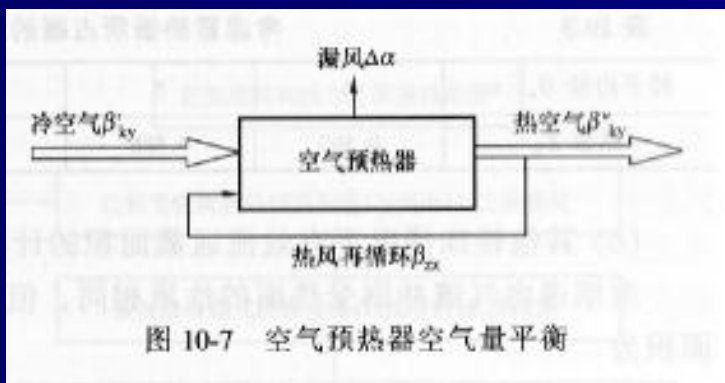 漏风Δα
冷空气β'ky
热空气β"ky
空气预热器
热风再循环βzx
图 10-7 空气预热器空气量平衡